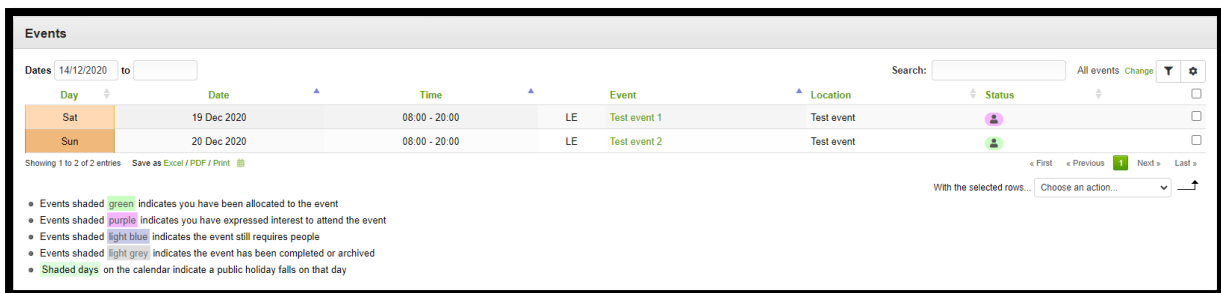 Events
Dates 14/12/2020 to Search: All events Change
Day Date Time Event Location Status
Sat 19 Dec 2020 08:00 - 20:00 LE Test event 1 Test event
Sun 20 Dec 2020 08:00 - 20:00 LE Test event 2 Test event
Showing 1 to 2 of 2 entries Save as Excel / PDF / Print « First « Previous 1 Next » Last »
With the selected rows... Choose an action...
Events shaded green indicates you have been allocated to the event
Events shaded purple indicates you have expressed interest to attend the event
Events shaded light blue indicates the event still requires people
Events shaded light grey indicates the event has been completed or archived
Shaded days on the calendar indicate a public holiday falls on that day